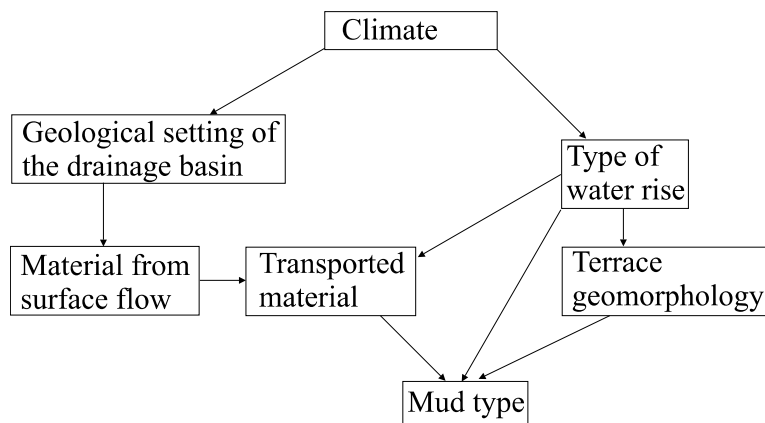 Climate
Geological setting of
the drainage basin
Type of
water rise
Material from
surface flow
Transported
material
Terrace
geomorphology
Mud type